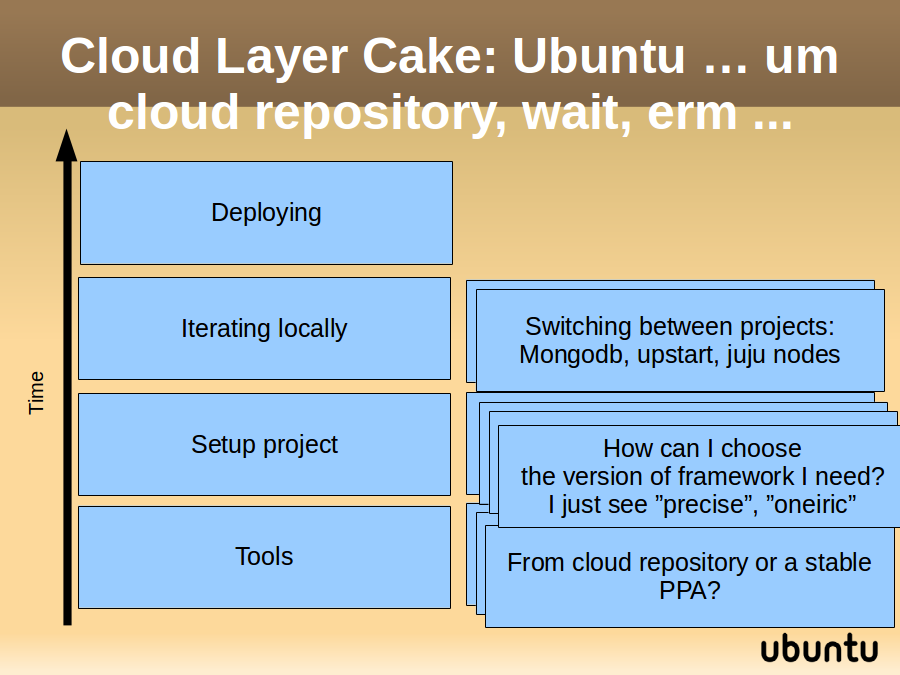 Cloud Layer Cake: Ubuntu … um
cloud repository, wait, erm ...
Deploying
Iterating locally
Switching between projects:
Mongodb, upstart, juju nodes
Time
Setup project
How can I choose
the version of framework I need?
I just see ”precise”, ”oneiric”
Tools
From cloud repository or a stable
PPA?
ubuntu